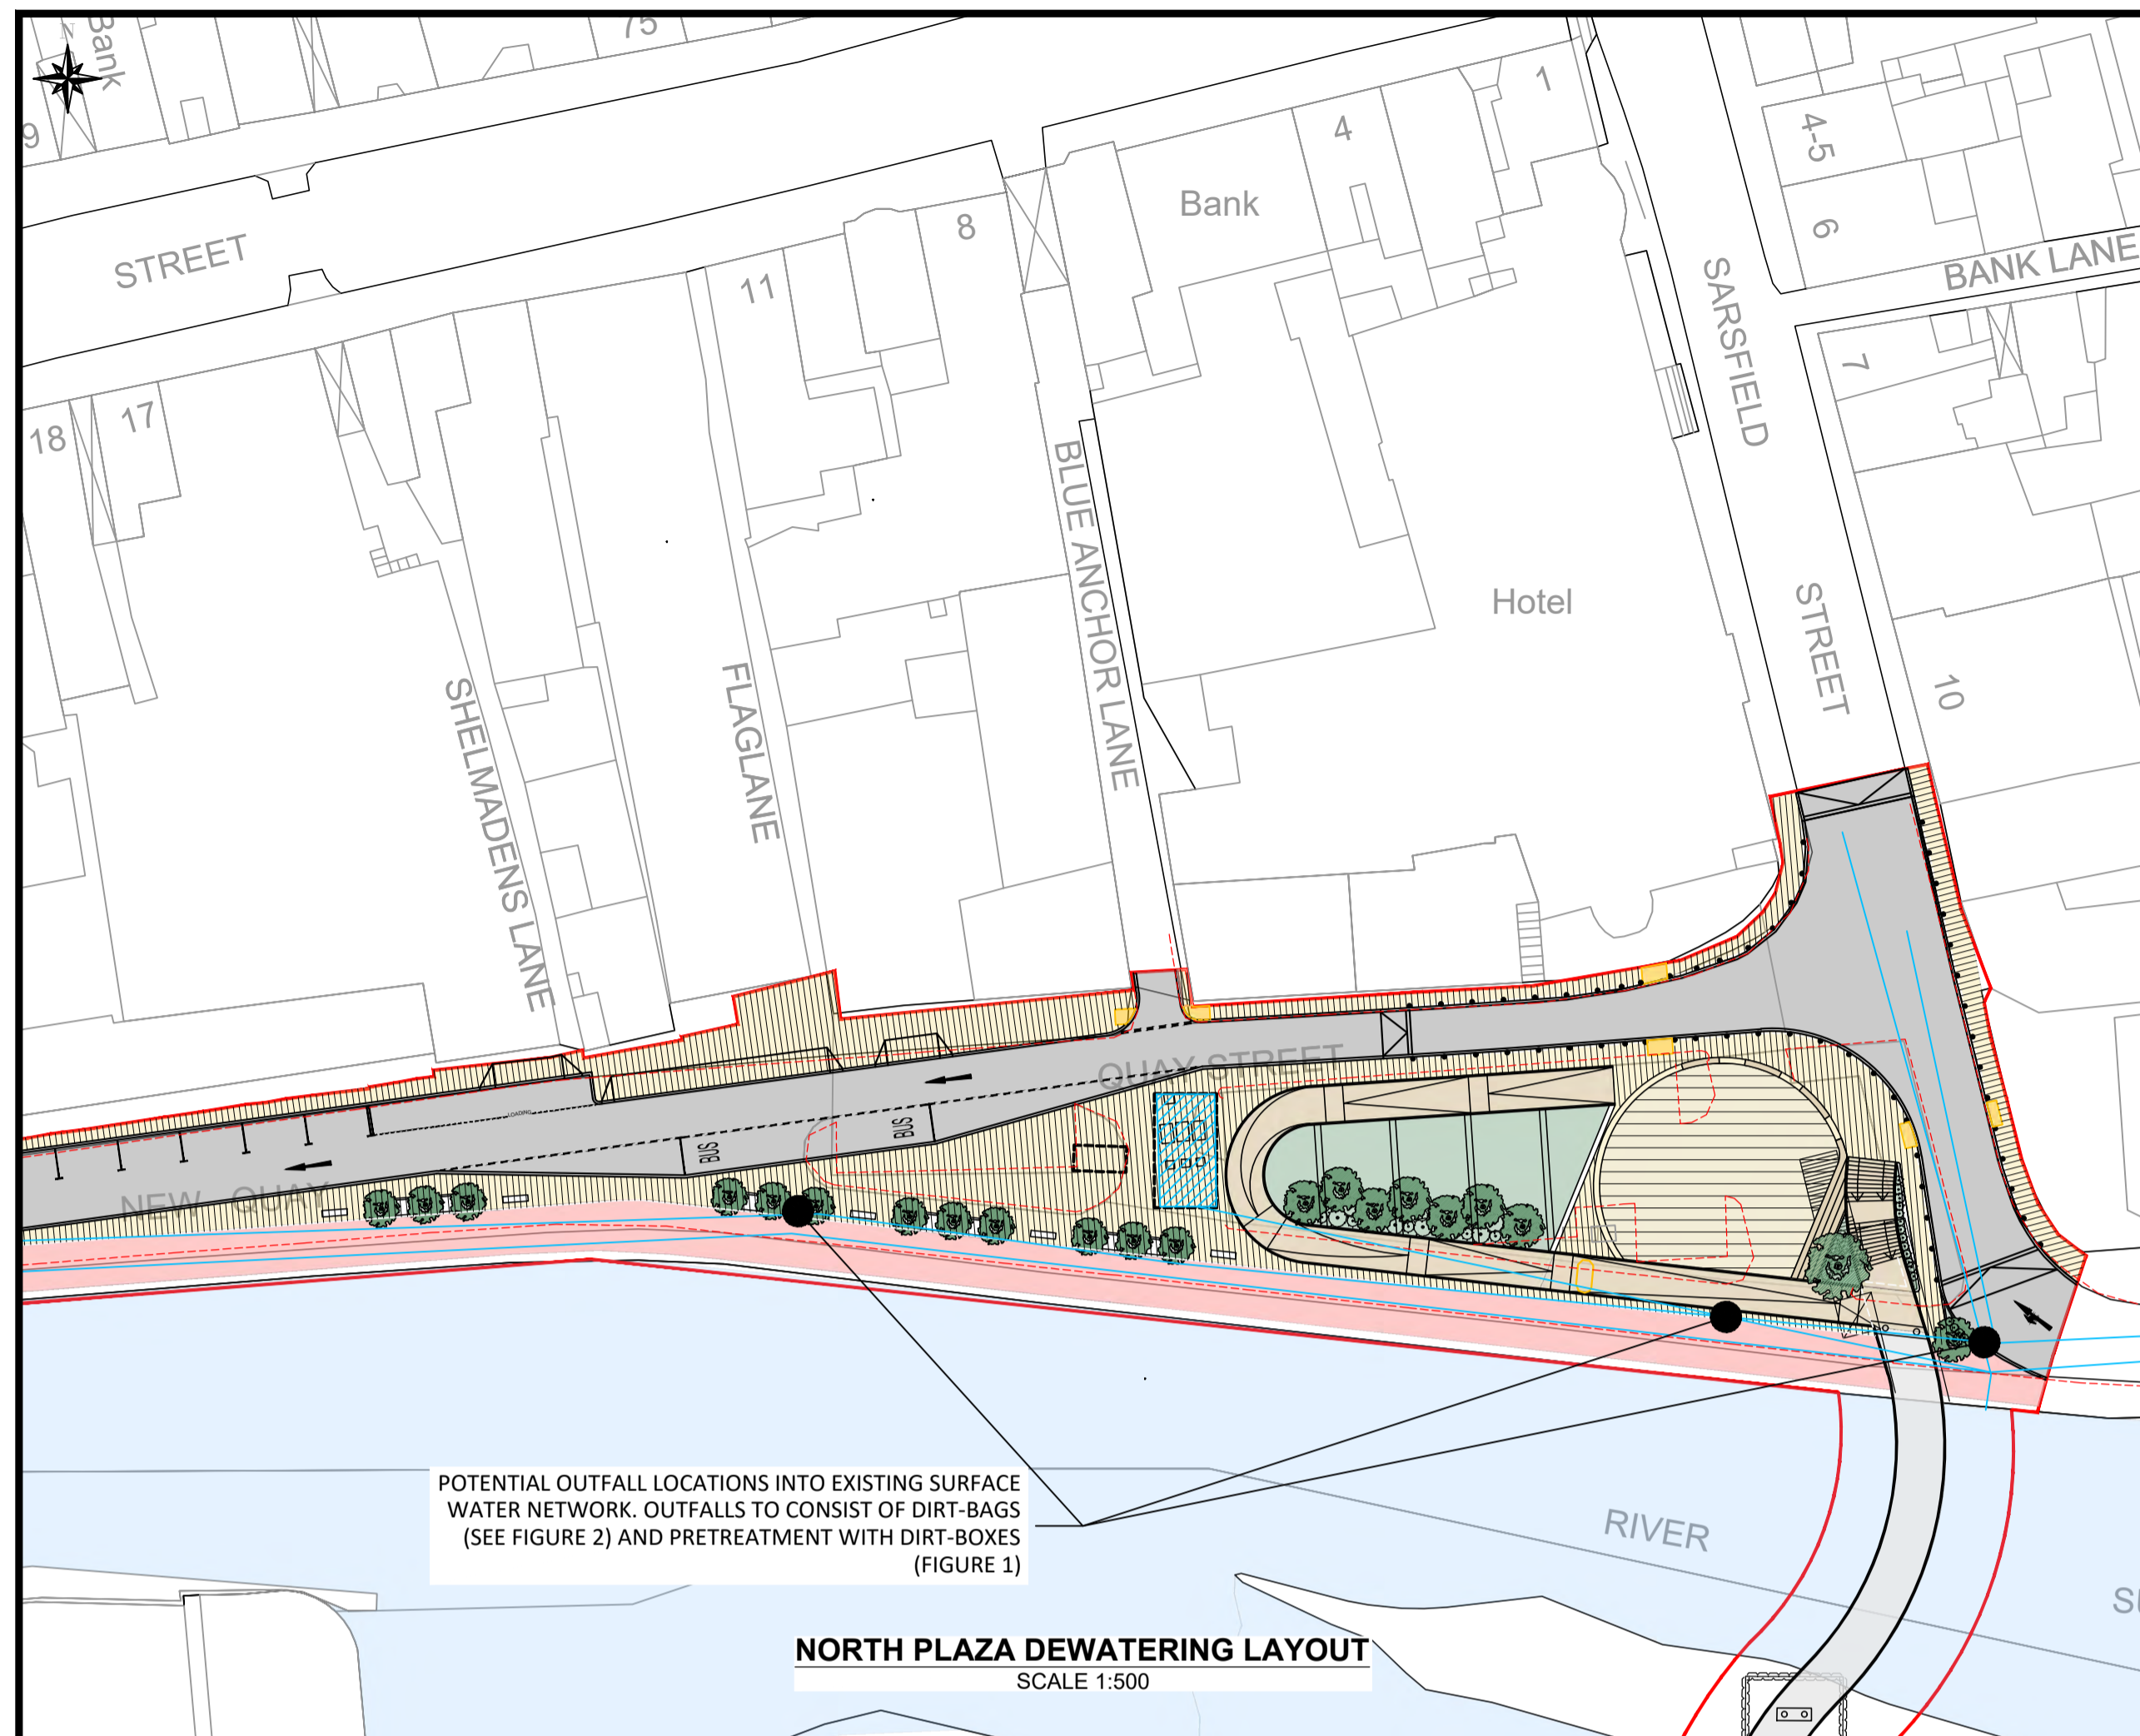 N
Bank
75
9
STREET
18
17
11
8
Bank
4
1
4-5
6
BANK LANE
SARSFIELD
STREET
7
10
Hotel
SHELMADENS LANE
FLAGLANE
BLUE ANCHOR LANE
QUAY STREET
LOADING
BUS
BUS
NEW QUAY
POTENTIAL OUTFALL LOCATIONS INTO EXISTING SURFACE
WATER NETWORK. OUTFALLS TO CONSIST OF DIRT-BAGS
(SEE FIGURE 2) AND PRETREATMENT WITH DIRT-BOXES
(FIGURE 1)
RIVER
NORTH PLAZA DEWATERING LAYOUT
SCALE 1:500